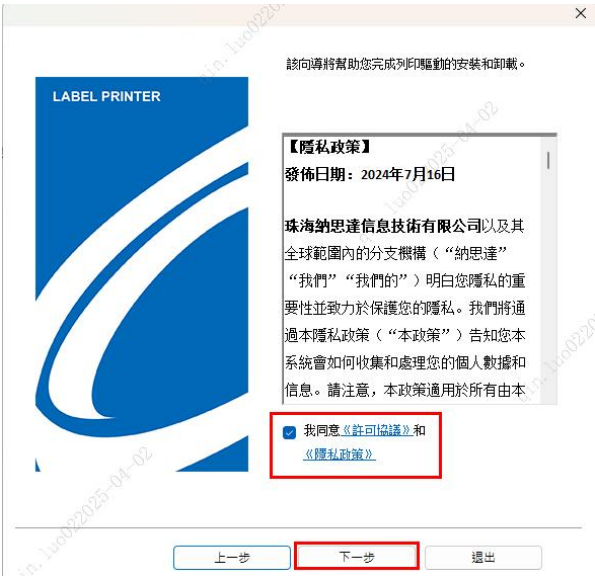 該向導將幫助您完成列印驅動的安裝和卸載。
LABEL PRINTER
【隱私政策】
發佈日期：2024年7月16日
珠海納思達信息技術有限公司以及其
全球範圍內的分支機構（“納思達”
“我們”“我們的”）明白您隱私的重
要性並致力於保護您的隱私。我們將通
過本隱私政策（“本政策”）告知您本
系統會如何收集和處理您的個人數據和
信息。請注意，本政策適用於所有由本
我同意《許可協議》和
《隱私政策》
上一步
下一步
退出